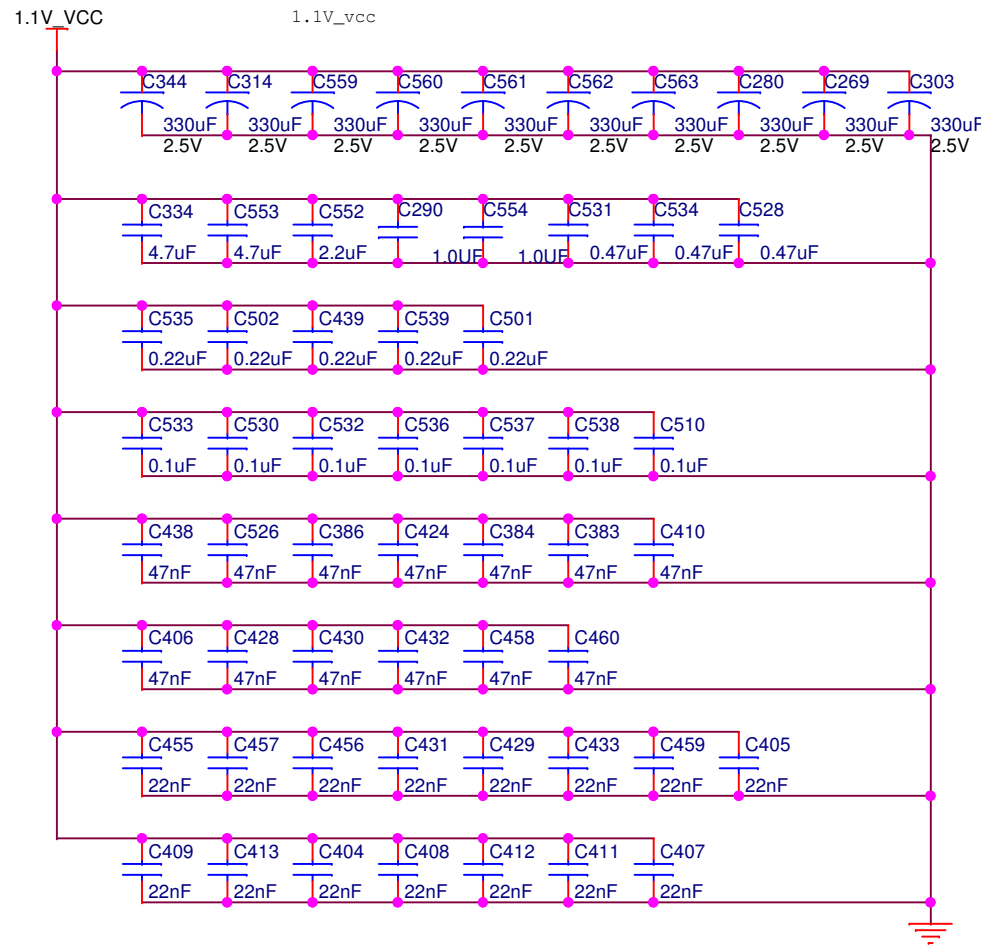 1.1V_VCC 1.1V_vcc
C344 C314 C559 C560 C561 C562 C563 C280 C269 C303
330uF 330uF 330uF 330uF 330uF 330uF 330uF 330uF 330uF 330uF
2.5V 2.5V 2.5V 2.5V 2.5V 2.5V 2.5V 2.5V 2.5V 2.5V
C334 C553 C552 C290 C554 C531 C534 C528
4.7uF 4.7uF 2.2uF 1.0UF 1.0UF 0.47uF 0.47uF 0.47uF
C535 C502 C439 C539 C501
0.22uF 0.22uF 0.22uF 0.22uF 0.22uF
C533 C530 C532 C536 C537 C538 C510
0.1uF 0.1uF 0.1uF 0.1uF 0.1uF 0.1uF 0.1uF
C438 C526 C386 C424 C384 C383 C410
47nF 47nF 47nF 47nF 47nF 47nF 47nF
C406 C428 C430 C432 C458 C460
47nF 47nF 47nF 47nF 47nF 47nF
C455 C457 C456 C431 C429 C433 C459 C405
22nF 22nF 22nF 22nF 22nF 22nF 22nF 22nF
C409 C413 C404 C408 C412 C411 C407
22nF 22nF 22nF 22nF 22nF 22nF 22nF